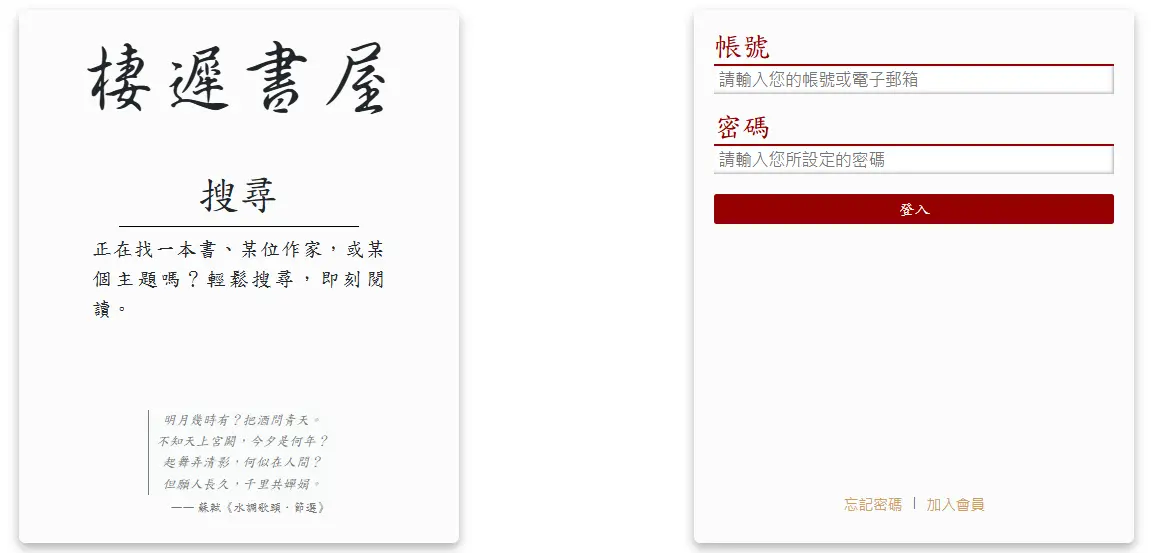 棲遲書屋
搜尋
正在找一本書、某位作家，或某
個主題嗎？輕鬆搜尋，即刻閱
讀。
明月幾時有？把酒問青天。
不知天上宮闕，今夕是何年？
起舞弄清影，何似在人間？
但願人長久，千里共嬋娟。
—— 蘇軾《水調歌頭·節選》
帳號
請輸入您的帳號或電子郵箱
密碼
請輸入您所設定的密碼
登入
忘記密碼 | 加入會員